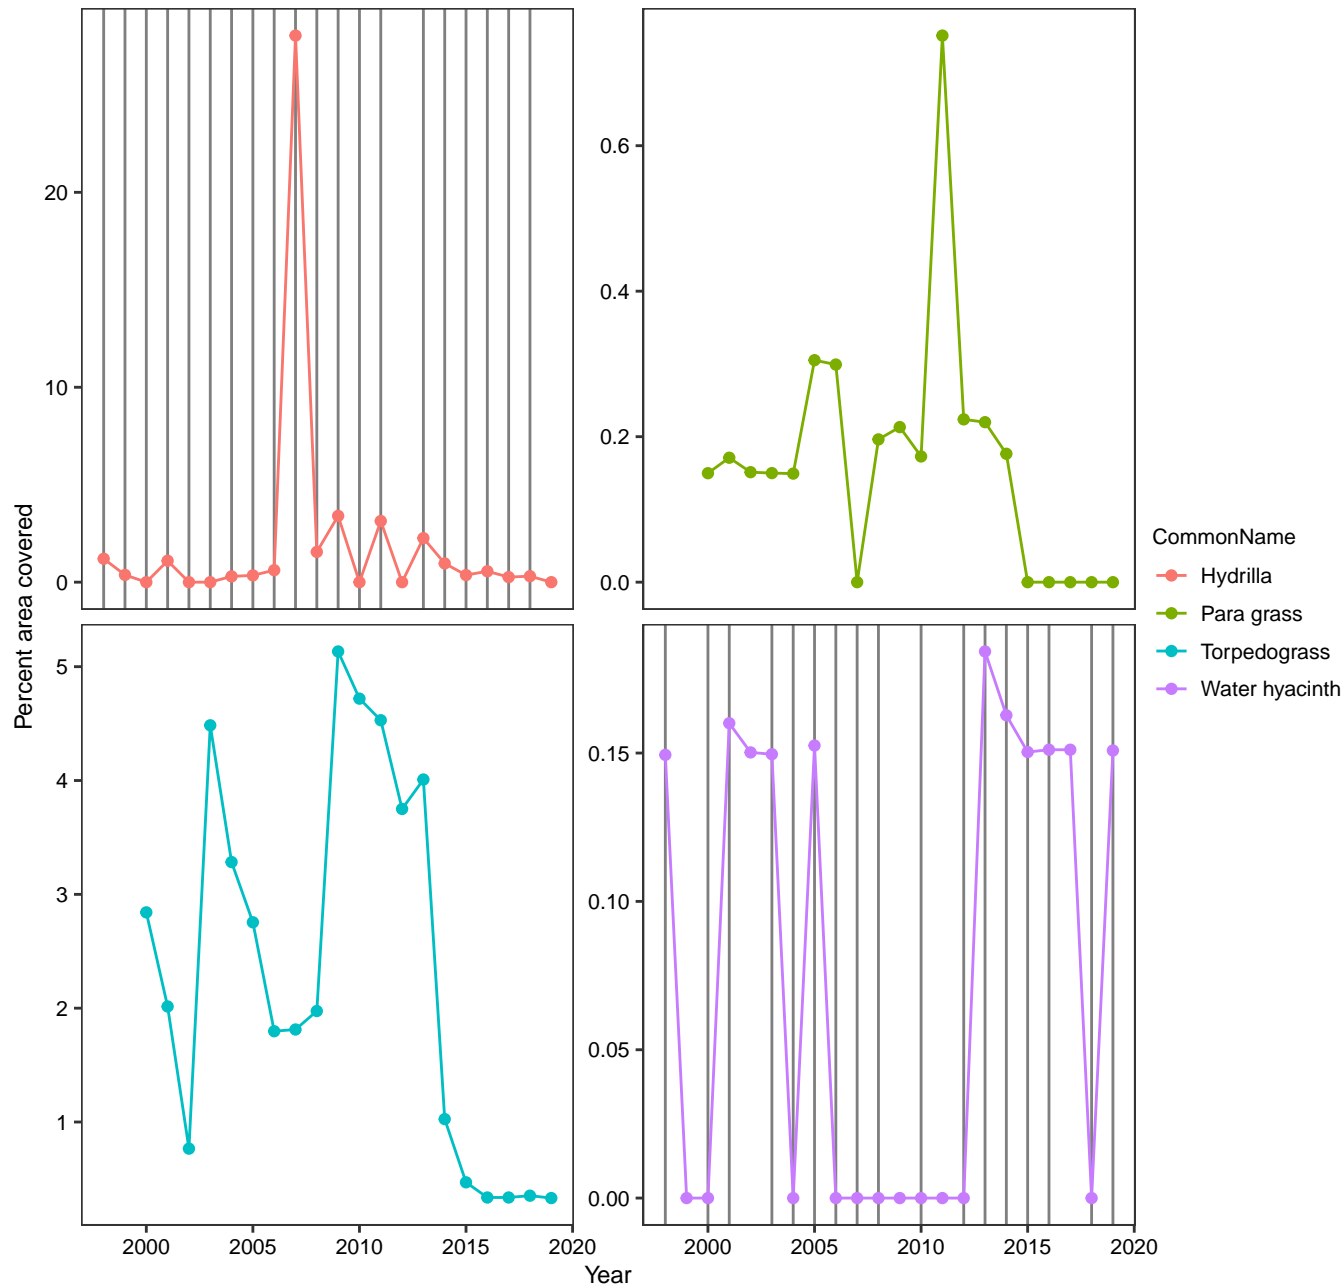 Percent area covered
20
10
0
0.6
0.4
0.2
0.0
5
4
3
2
1
0.15
0.10
0.05
0.00
2000 2005 2010 2015 2020
2000 2005 2010 2015 2020
Year
CommonName
Hydrilla
Para grass
Torpedograss
Water hyacinth